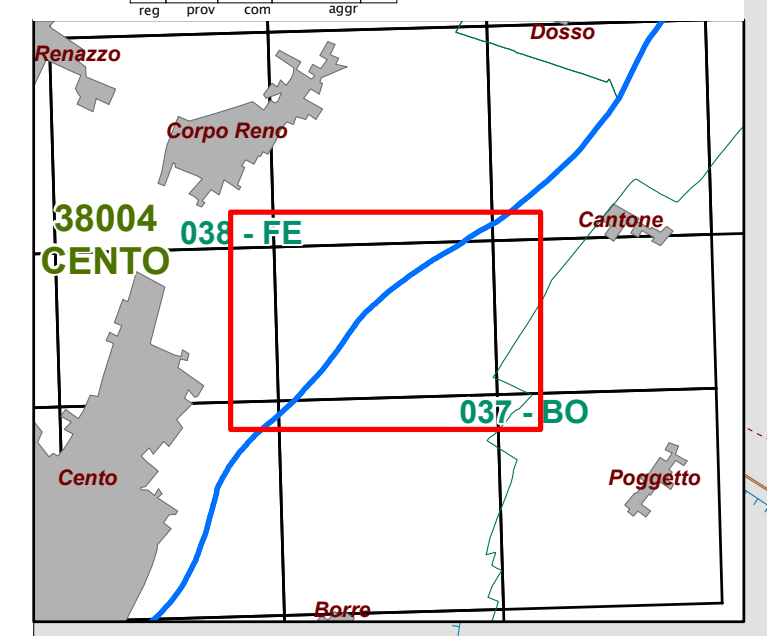 reg prov com aggr
Dosso
Renazzo
Corpo Reno
38004
CENTO
038 - FE
Cantone
037 - BO
Cento
Poggetto
Borre